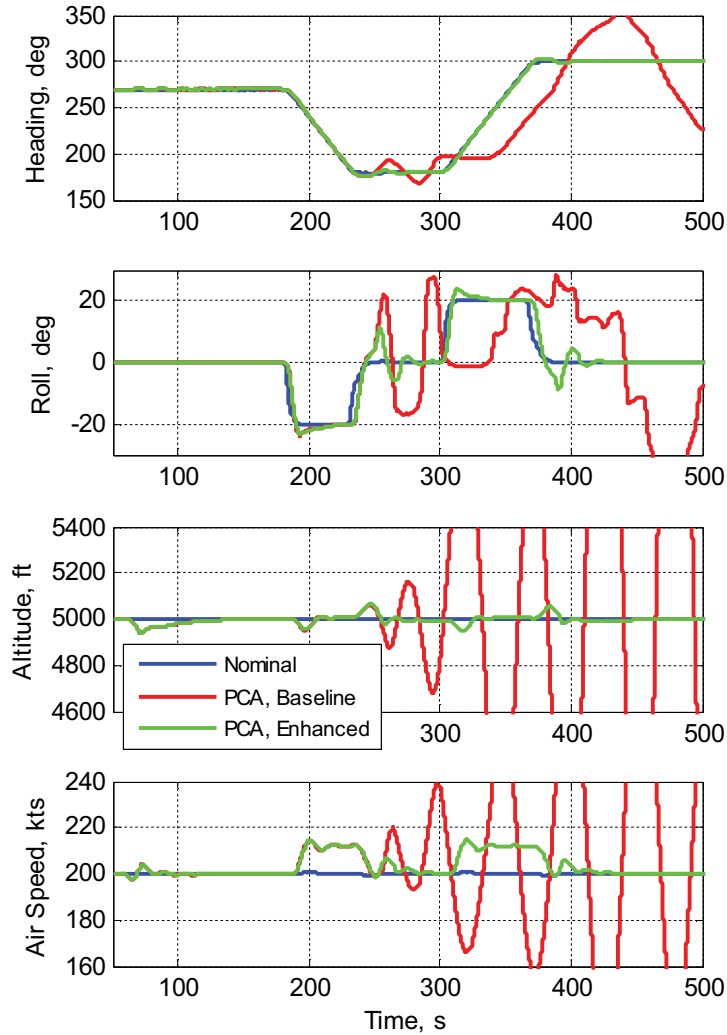 350
300
250
200
150
Heading, deg
100 200 300 400 500
20
0
-20
Roll, deg
100 200 300 400 500
5400
5200
5000
4800
4600
Altitude, ft
Nominal
PCA, Baseline
PCA, Enhanced
100 200 300 400 500
240
220
200
180
160
Air Speed, kts
100 200 300 400 500
Time, s